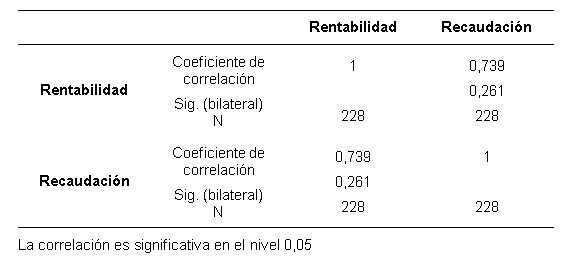 Rentabilidad Recaudación
Rentabilidad Coeficiente de correlación 1 0,739
Sig. (bilateral) 0,261
N 228 228
Recaudación Coeficiente de correlación 0,739 1
Sig. (bilateral) 0,261
N 228 228
La correlación es significativa en el nivel 0,05